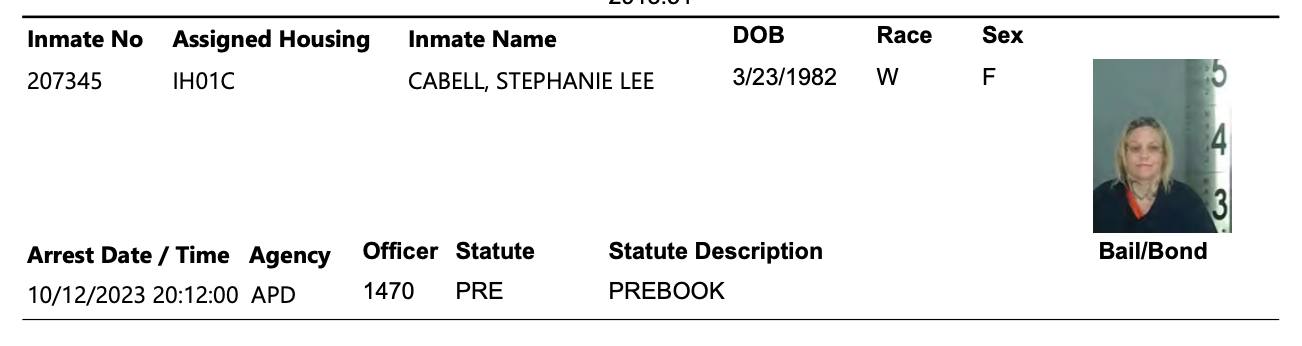 Inmate No Assigned Housing Inmate Name DOB Race Sex
207345 IH01C CABELL, STEPHANIE LEE 3/23/1982 W F
5
4
3
Arrest Date / Time Agency Officer Statute Statute Description Bail/Bond
10/12/2023 20:12:00 APD 1470 PRE PREBOOK